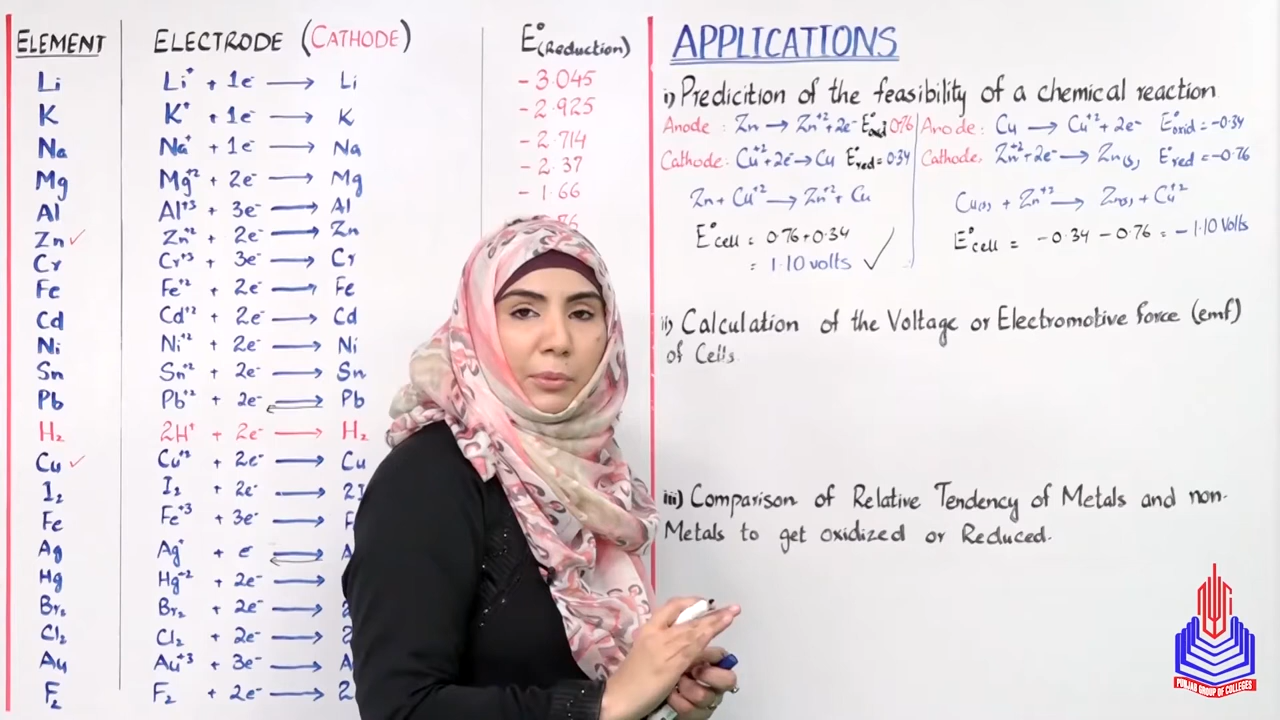 ELEMENT ELECTRODE (CATHODE) E°(Reduction)
Li Li⁺ + 1e⁻ ⟶ Li -3.045
K K⁺ + 1e⁻ ⟶ K -2.925
Na Na⁺ + 1e⁻ ⟶ Na -2.714
Mg Mg⁺² + 2e⁻ ⟶ Mg -2.37
Al Al⁺³ + 3e⁻ ⟶ Al -1.66
Zn ✓ Zn⁺² + 2e⁻ ⟶ Zn
Cr Cr⁺³ + 3e⁻ ⟶ Cr
Fe Fe⁺² + 2e⁻ ⟶ Fe
Cd Cd⁺² + 2e⁻ ⟶ Cd
Ni Ni⁺² + 2e⁻ ⟶ Ni
Sn Sn⁺² + 2e⁻ ⟶ Sn
Pb Pb⁺² + 2e⁻ ⟶ Pb
H₂ 2H⁺ + 2e⁻ ⟶ H₂
Cu ✓ Cu⁺² + 2e⁻ ⟶ Cu
I₂ I₂ + 2e⁻ ⟶ 2I
Fe Fe⁺³ + 3e⁻ ⟶ F
Ag Ag⁺ + e⁻ ⟶ A
Hg Hg⁺² + 2e⁻ ⟶
Br₂ Br₂ + 2e⁻ ⟶ 2
Cl₂ Cl₂ + 2e⁻ ⟶ 2
Au Au⁺³ + 3e⁻ ⟶ A
F₂ F₂ + 2e⁻ ⟶ 2
APPLICATIONS
i) Predicition of the feasibility of a chemical reaction
Anode: Zn ⟶ Zn⁺² + 2e⁻ 0.76
Cathode: Cu⁺² + 2e⁻ ⟶ Cu E°red = 0.34
Zn + Cu⁺² ⟶ Zn⁺² + Cu
E°cell = 0.76 + 0.34
= 1.10 volts ✓
Anode: Cu ⟶ Cu⁺² + 2e⁻ E°oxid = -0.34
Cathode, Zn⁺² + 2e⁻ ⟶ Zn(s) E°red = -0.76
Cu(s) + Zn⁺² ⟶ Zn(s) + Cu⁺²
E°cell = -0.34 - 0.76 = -1.10 Volts
ii) Calculation of the Voltage or Electromotive force (emf)
of Cells.
iii) Comparison of Relative Tendency of Metals and non-
Metals to get oxidized or Reduced.
PUNJAB GROUP OF COLLEGES